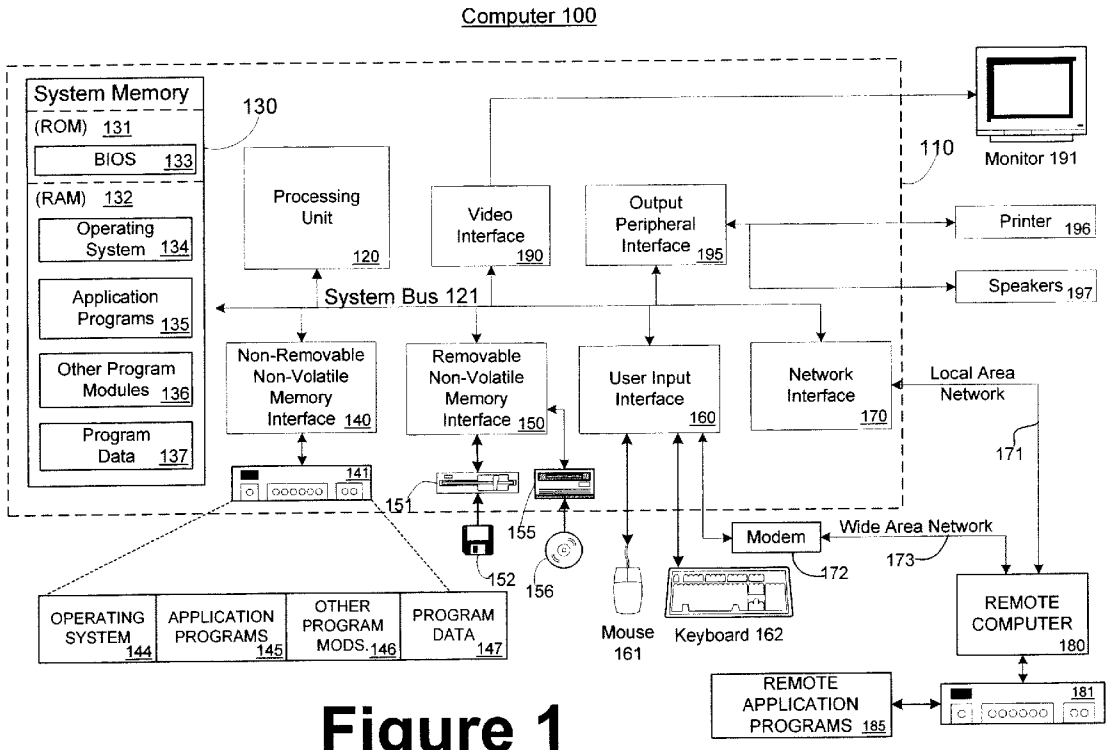 Computer 100
System Memory
(ROM) 131
BIOS 133
(RAM) 132
Operating
System 134
Application
Programs 135
Other Program
Modules 136
Program
Data 137
130
110
Processing
Unit
120
Video
Interface
190
Output
Peripheral
Interface 195
Monitor 191
Printer
196
Speakers
197
System Bus 121
Non-Removable
Non-Volatile
Memory
Interface 140
Removable
Non-Volatile
Memory
Interface 150
User Input
Interface
160
Network
Interface
170
Local Area
Network
171
141
151
155
152
156
Modem
172
Wide Area Network
173
Mouse
161
Keyboard 162
OPERATING
SYSTEM 144
APPLICATION
PROGRAMS 145
OTHER
PROGRAM
MODS. 146
PROGRAM
DATA
147
REMOTE
COMPUTER
180
181
REMOTE
APPLICATION
PROGRAMS 185
Figure 1